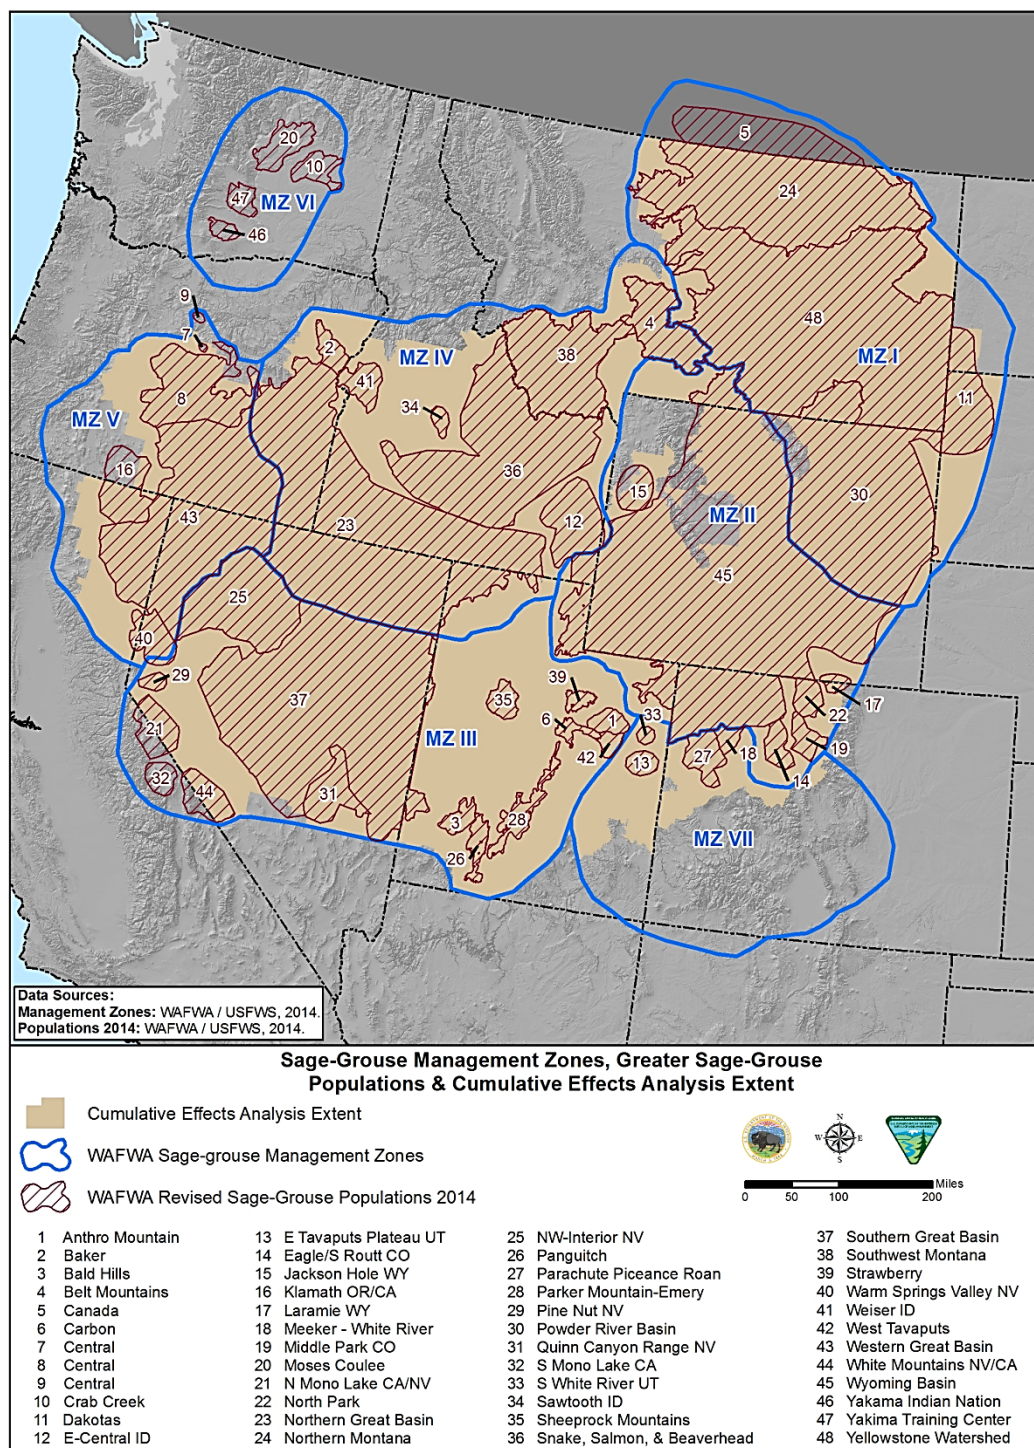 5
20
10
24
47
MZ VI
46
9
48
4
7
2
MZ IV
38
MZ I
41
8
11
34
MZ V
16
36
15
30
43
MZ II
12
23
45
25
40
29
39
17
37
35
22
6
1
33
21
MZ III
42
27
18
19
32
13
14
44
31
3
28
MZ VII
26
Data Sources:
Management Zones: WAFWA / USFWS, 2014.
Populations 2014: WAFWA / USFWS, 2014.
Sage-Grouse Management Zones, Greater Sage-Grouse
Populations & Cumulative Effects Analysis Extent
Cumulative Effects Analysis Extent
WAFWA Sage-grouse Management Zones
WAFWA Revised Sage-Grouse Populations 2014
N
W E
S
Miles
0 50 100 200
1 Anthro Mountain
2 Baker
3 Bald Hills
4 Belt Mountains
5 Canada
6 Carbon
7 Central
8 Central
9 Central
10 Crab Creek
11 Dakotas
12 E-Central ID
13 E Tavaputs Plateau UT
14 Eagle/S Routt CO
15 Jackson Hole WY
16 Klamath OR/CA
17 Laramie WY
18 Meeker - White River
19 Middle Park CO
20 Moses Coulee
21 N Mono Lake CA/NV
22 North Park
23 Northern Great Basin
24 Northern Montana
25 NW-Interior NV
26 Panguitch
27 Parachute Piceance Roan
28 Parker Mountain-Emery
29 Pine Nut NV
30 Powder River Basin
31 Quinn Canyon Range NV
32 S Mono Lake CA
33 S White River UT
34 Sawtooth ID
35 Sheeprock Mountains
36 Snake, Salmon, & Beaverhead
37 Southern Great Basin
38 Southwest Montana
39 Strawberry
40 Warm Springs Valley NV
41 Weiser ID
42 West Tavaputs
43 Western Great Basin
44 White Mountains NV/CA
45 Wyoming Basin
46 Yakama Indian Nation
47 Yakima Training Center
48 Yellowstone Watershed